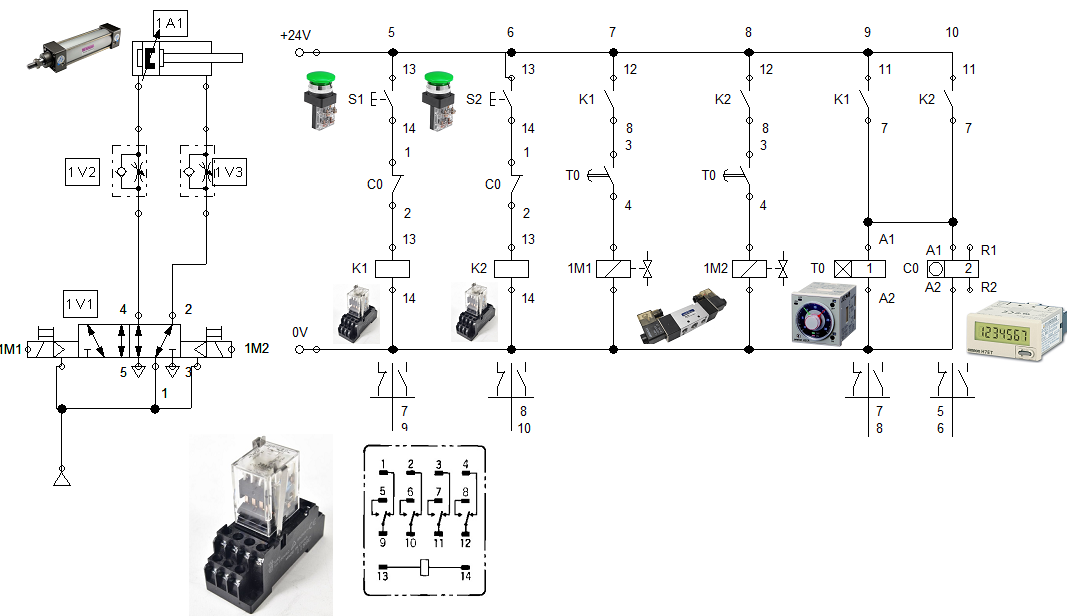 1A1
1V2
1V3
1V1
4 2
1M1 1M2
5 3
1
+24V
5 6 7 8 9 10
13 13 12 12 11 11
S1 S2 K1 K2 K1 K2
14 14 8 8 7 7
1 1 3 3
C0 C0 T0 T0
2 2 4 4
13 13 A1 A1 R1
K1 K2 1M1 1M2 T0 1 C0 2
14 14 A2 A2 R2
1234567
0V
7 8 7 5
9 10 8 6
1 2 3 4
5 6 7 8
9 10 11 12
13 14